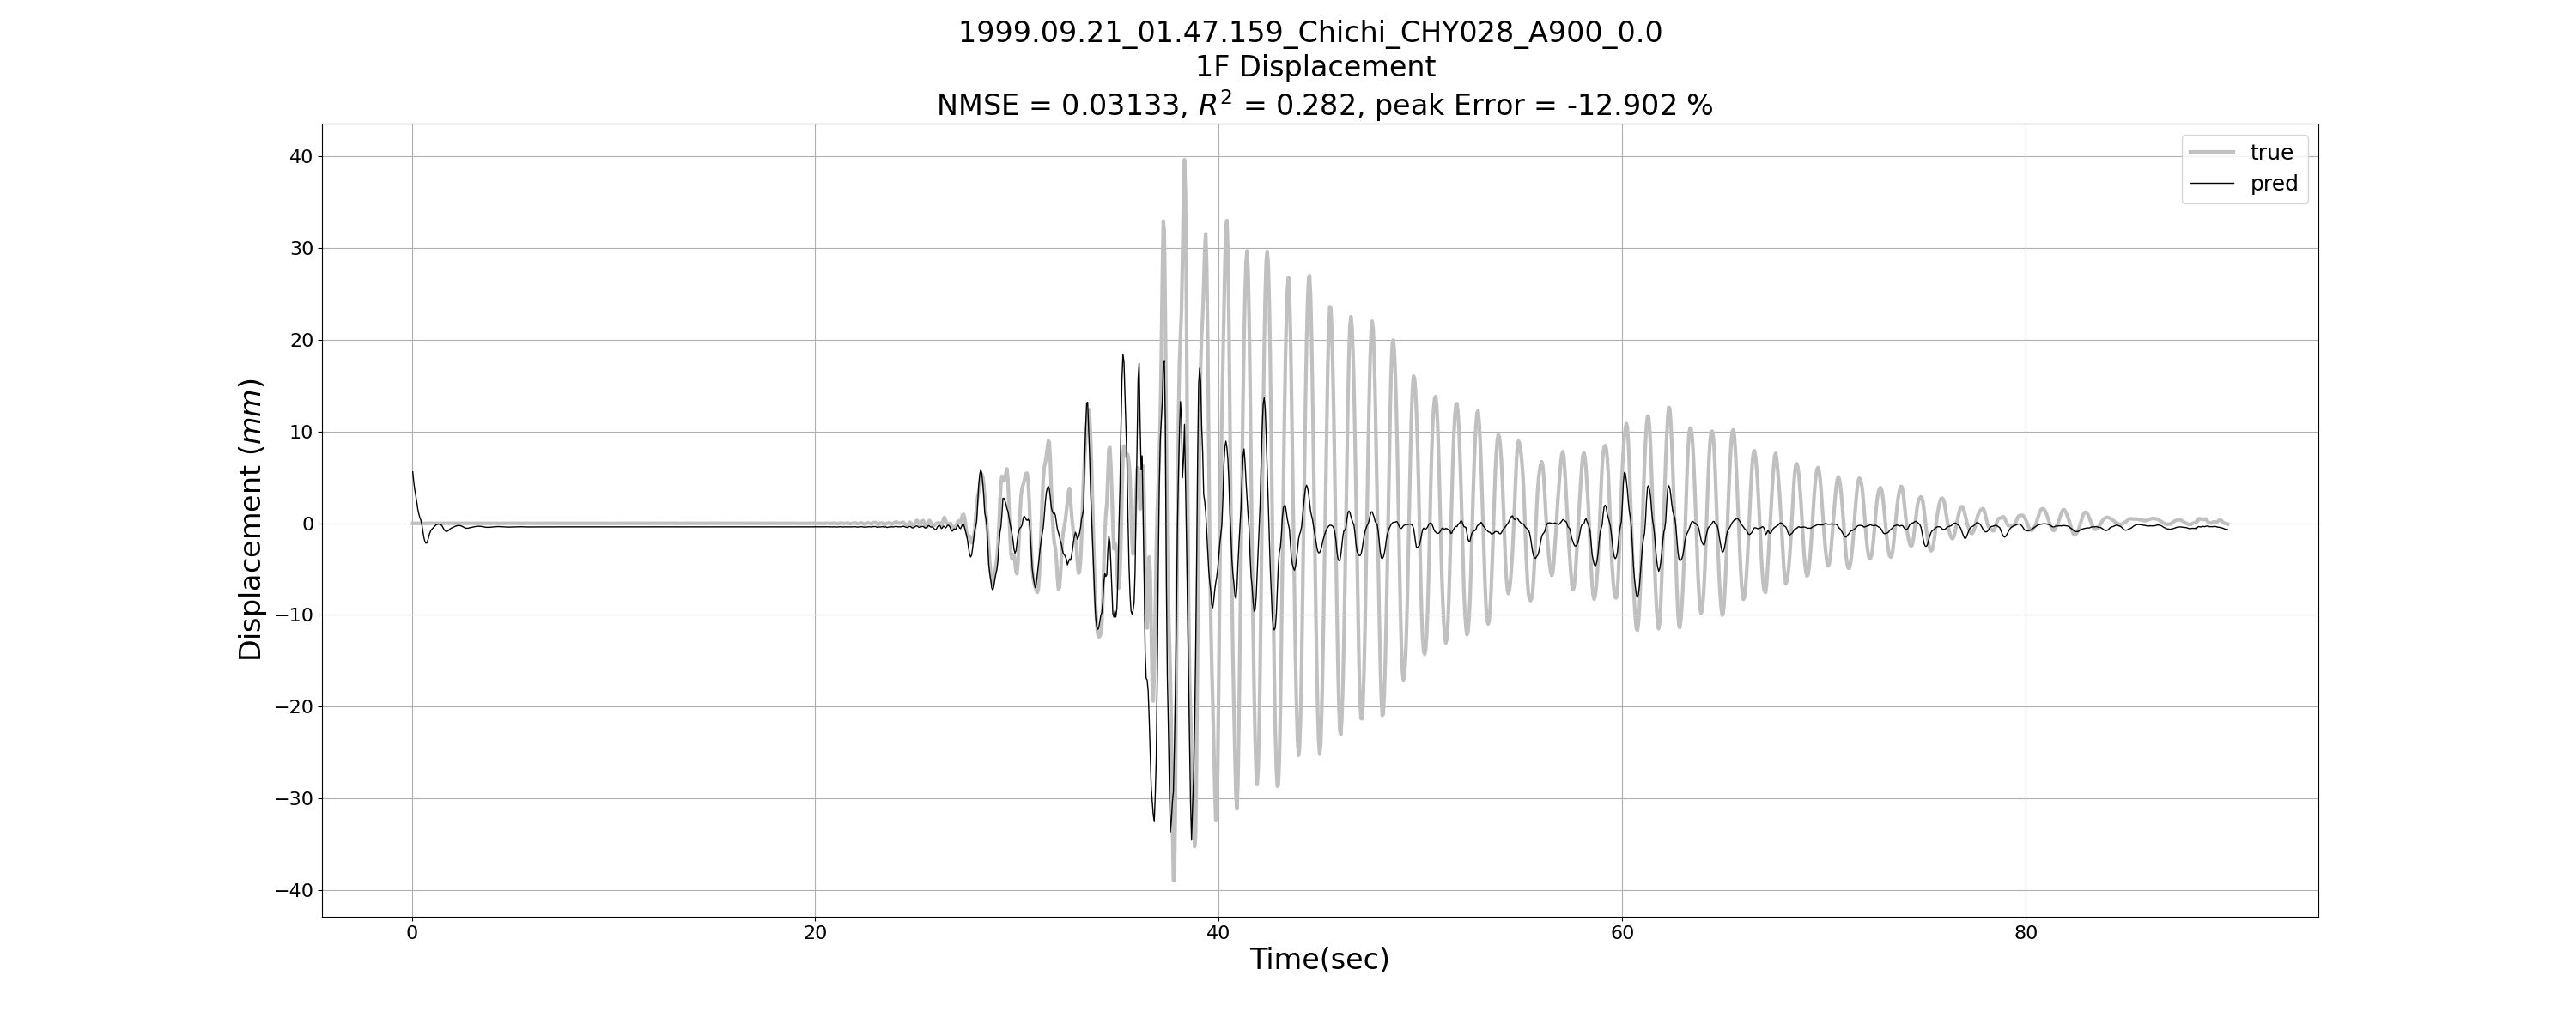 1999.09.21_01.47.159_Chichi_CHY028_A900_0.0
1F Displacement
NMSE = 0.03133, R² = 0.282, peak Error = -12.902 %
true
pred
Displacement (mm)
40
30
20
10
0
−10
−20
−30
−40
0 20 40 60 80
Time(sec)